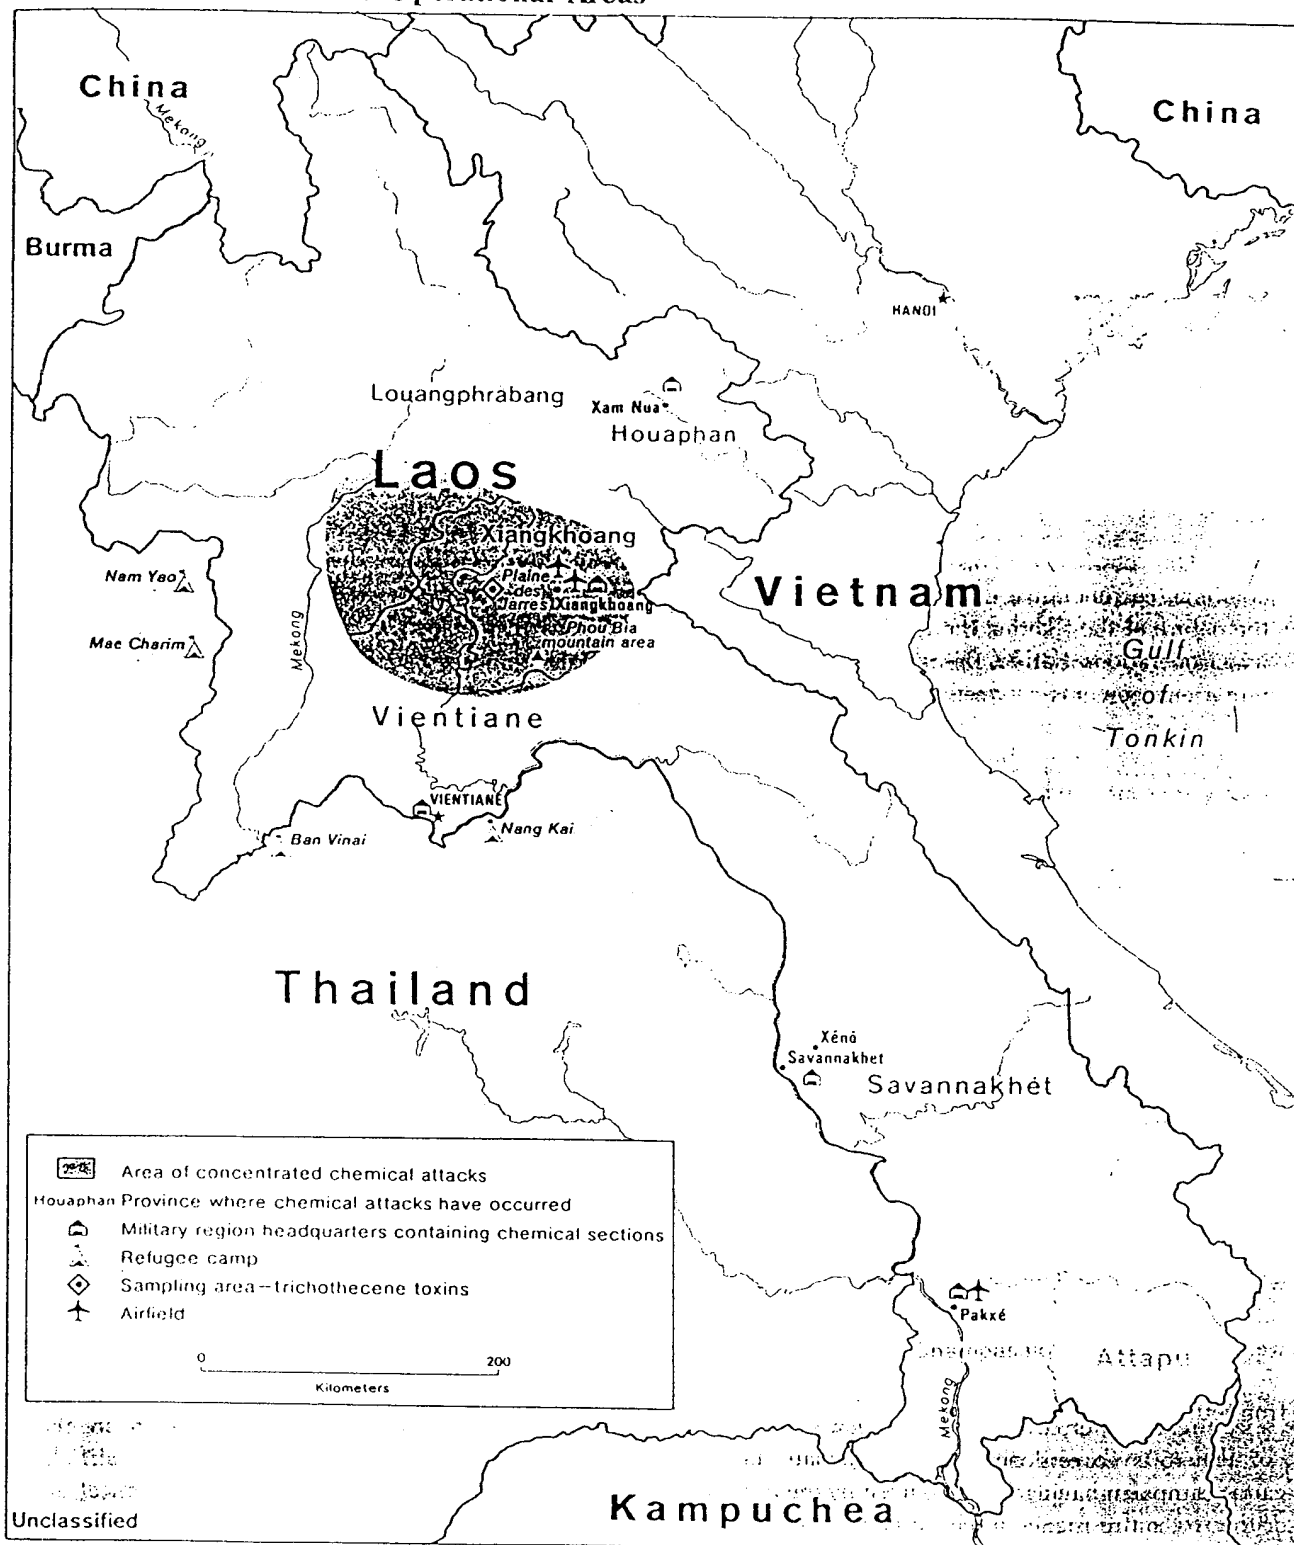 Operational Areas
China
China
Mekong
Burma
HANOI
Louangphrabang
Xam Nua
Houaphan
Laos
Xiangkhoang
Nam Yao
Plaine
des
Jarres
Xiangkhoang
Vietnam
Phou Bia
mountain area
Mae Charim
Mekong
Gulf
of
Tonkin
Vientiane
VIENTIANE
Nang Kai
Ban Vinai
Thailand
Xénó
Savannakhet
Savannakhét
Area of concentrated chemical attacks
Houaphan Province where chemical attacks have occurred
Military region headquarters containing chemical sections
Refugee camp
Sampling area—trichothecene toxins
Airfield
0 200
Kilometers
Pakxé
Attapu
Mekong
Kampuchea
Unclassified